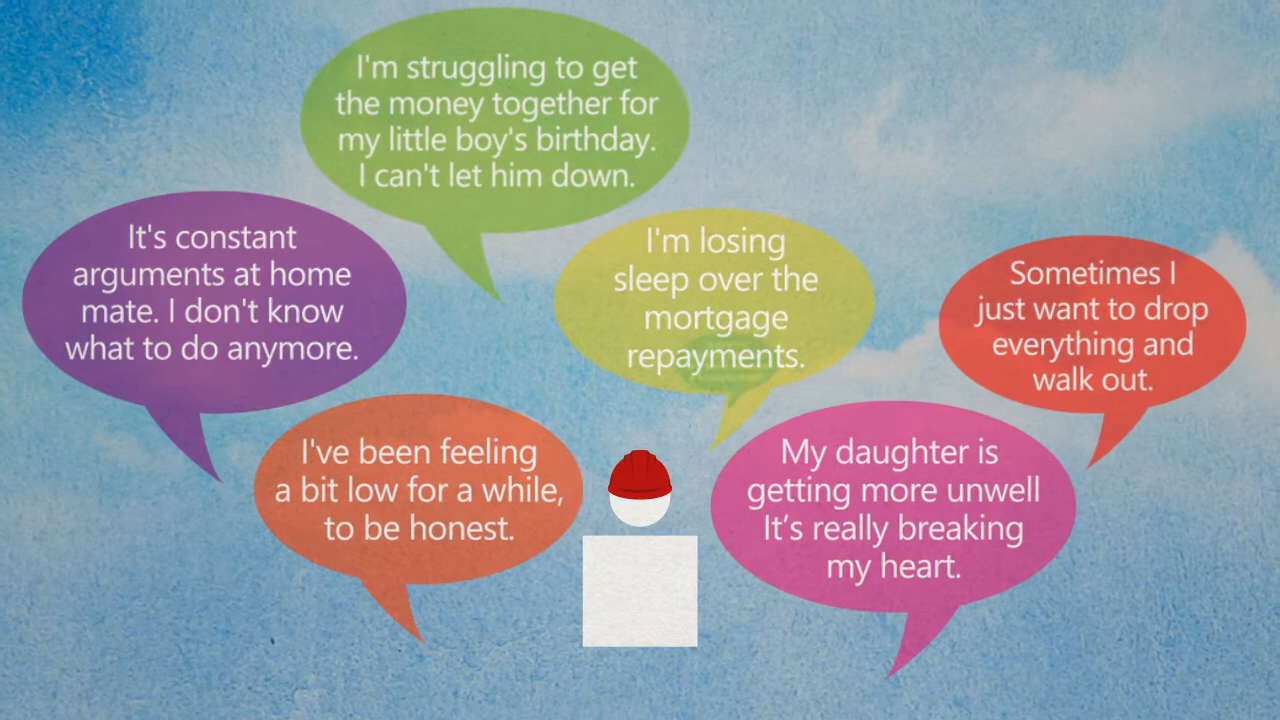 I'm struggling to get
the money together for
my little boy's birthday.
I can't let him down.
It's constant
arguments at home
mate. I don't know
what to do anymore.
I'm losing
sleep over the
mortgage
repayments.
Sometimes I
just want to drop
everything and
walk out.
I've been feeling
a bit low for a while,
to be honest.
My daughter is
getting more unwell
It’s really breaking
my heart.